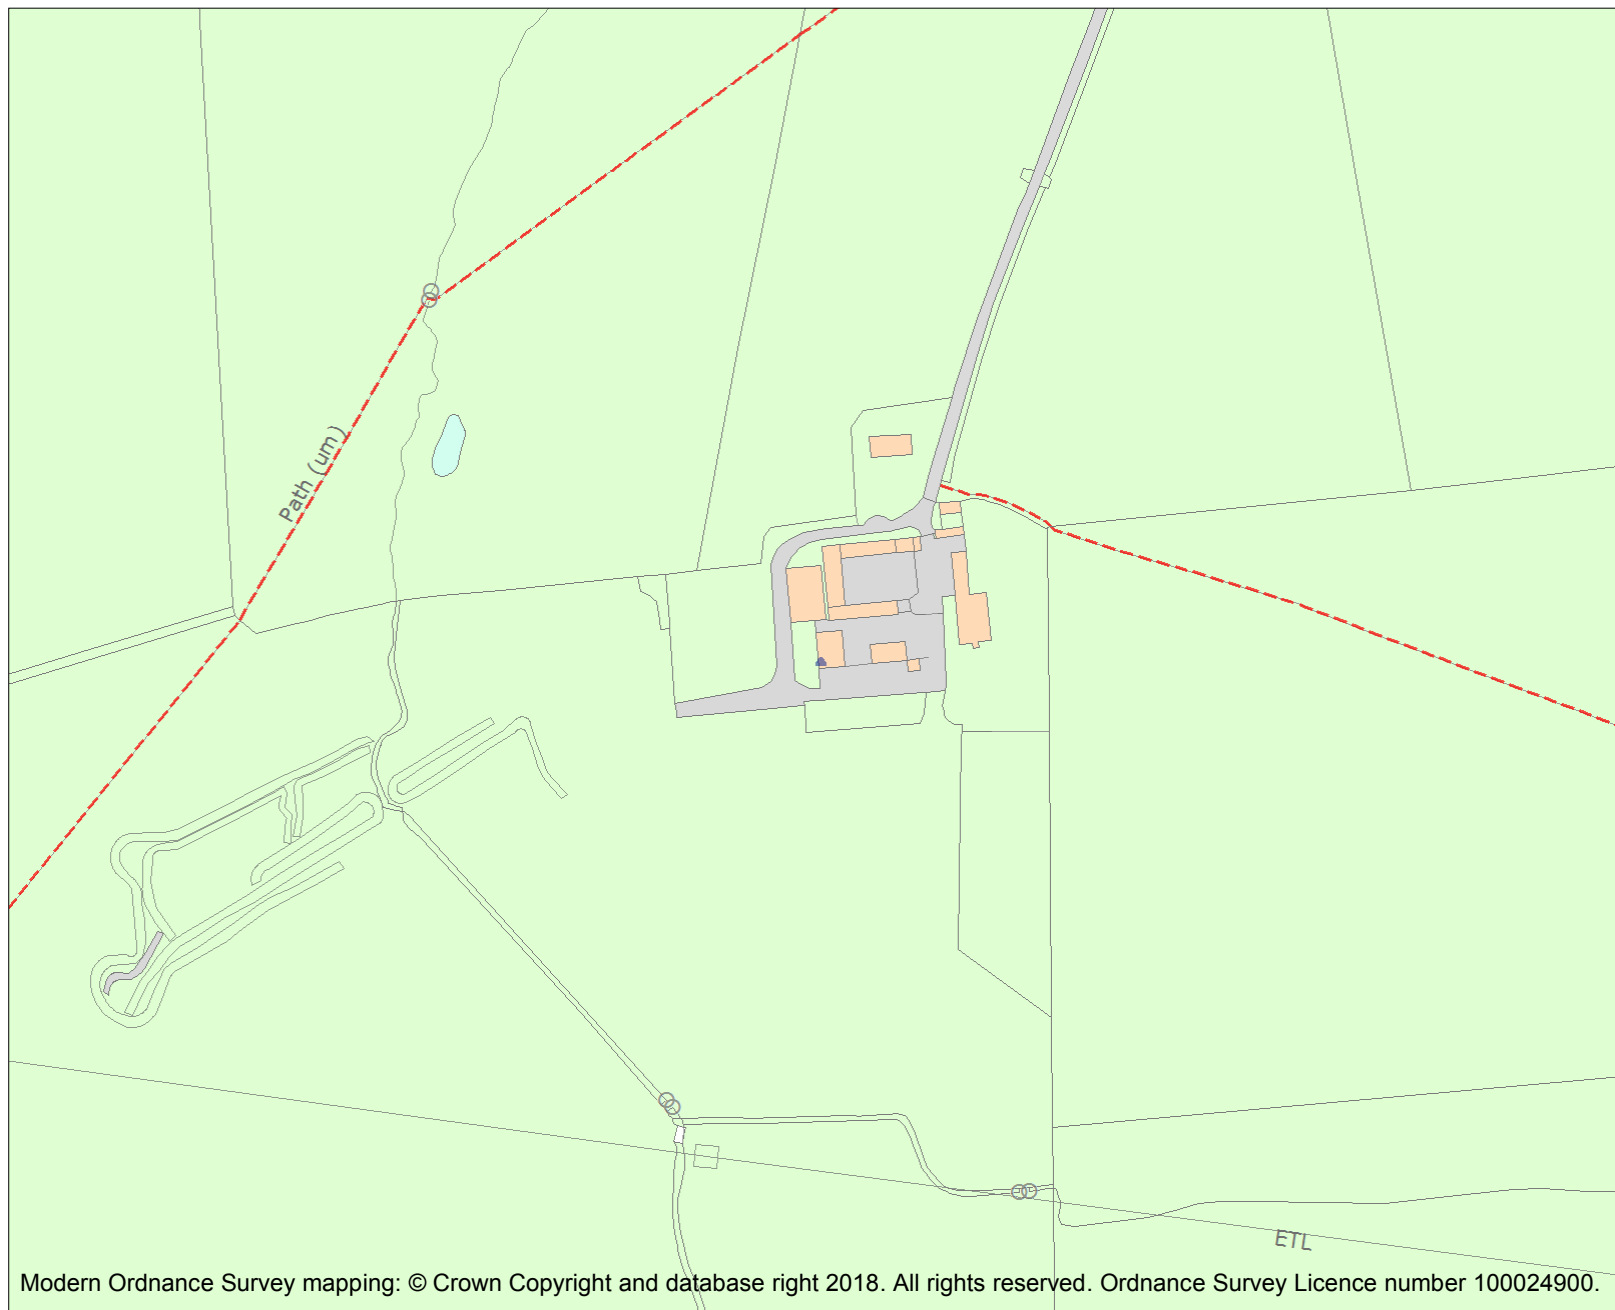 Path (um)
ETL
Modern Ordnance Survey mapping: © Crown Copyright and database right 2018. All rights reserved. Ordnance Survey Licence number 100024900.